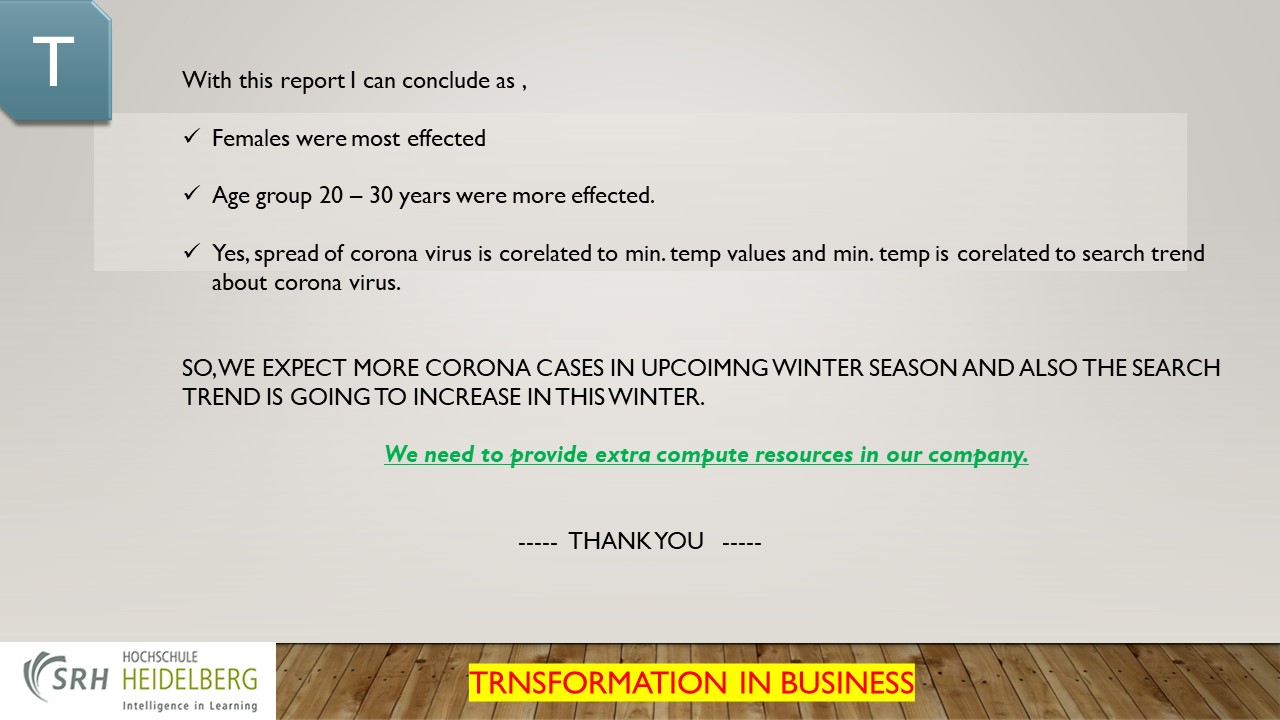 T
With this report I can conclude as ,
✓ Females were most effected
✓ Age group 20 – 30 years were more effected.
✓ Yes, spread of corona virus is corelated to min. temp values and min. temp is corelated to search trend
about corona virus.
SO, WE EXPECT MORE CORONA CASES IN UPCOIMNG WINTER SEASON AND ALSO THE SEARCH
TREND IS GOING TO INCREASE IN THIS WINTER.
We need to provide extra compute resources in our company.
----- THANK YOU -----
SRH HOCHSCHULE
HEIDELBERG
Intelligence in Learning
TRNSFORMATION IN BUSINESS